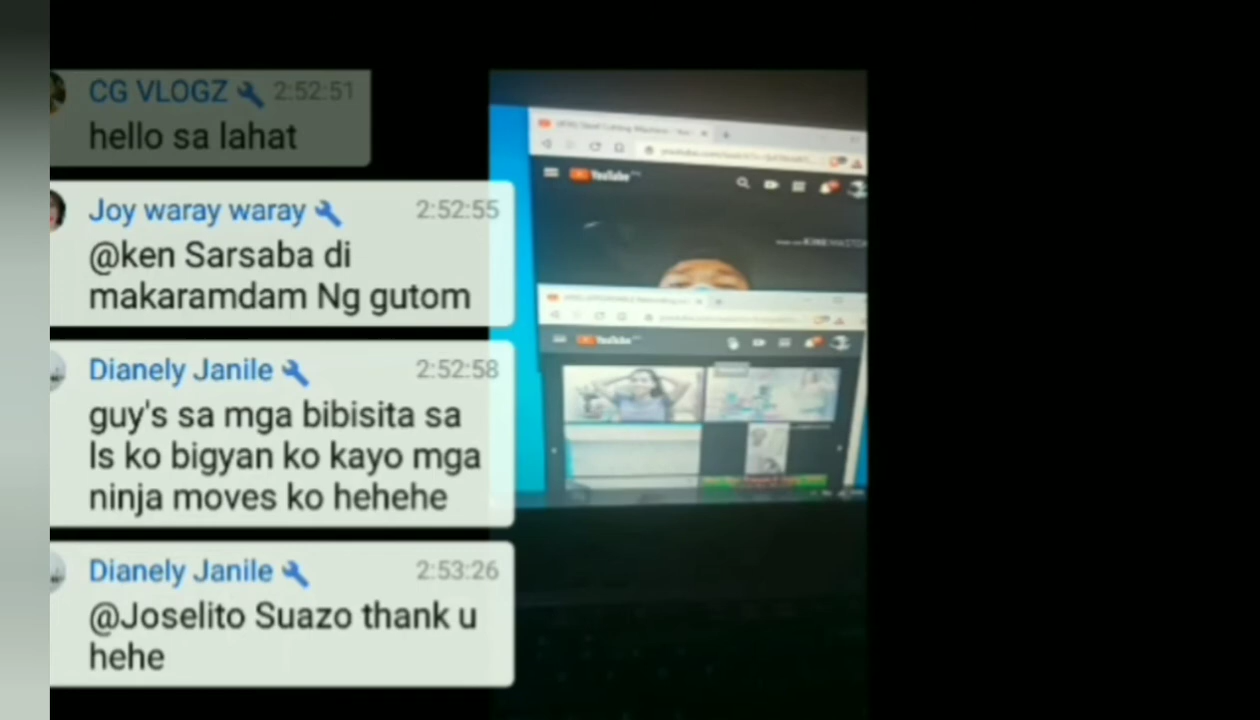 CG VLOGZ 2:52:51
hello sa lahat
Joy waray waray 2:52:55
@ken Sarsaba di
makaramdam Ng gutom
Dianely Janile 2:52:58
guy's sa mga bibisita sa
ls ko bigyan ko kayo mga
ninja moves ko hehehe
Dianely Janile 2:53:26
@Joselito Suazo thank u
hehe
YouTube
YouTube